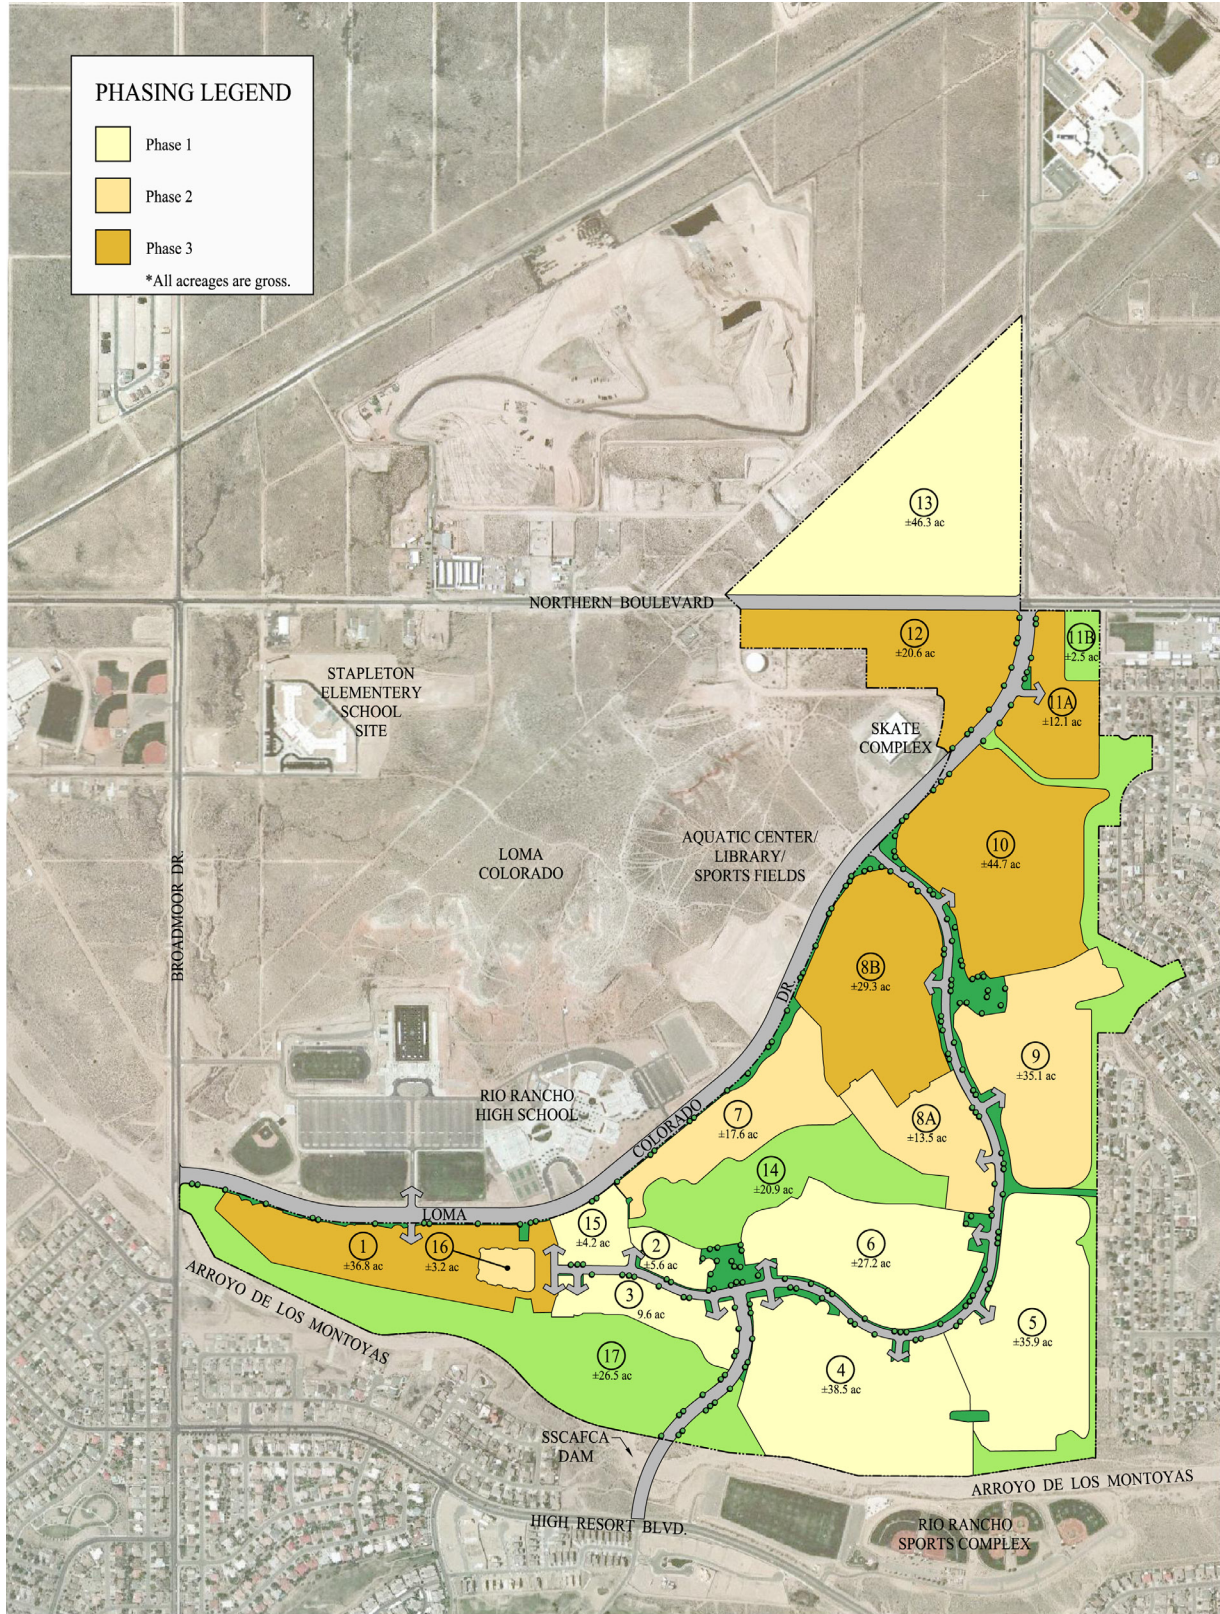 PHASING LEGEND
Phase 1
Phase 2
Phase 3
*All acreages are gross.
13
±46.3 ac
NORTHERN BOULEVARD
12
±20.6 ac
11B
±2.5 ac
STAPLETON
ELEMENTERY
SCHOOL
SITE
11A
±12.1 ac
SKATE
COMPLEX
LOMA
COLORADO
AQUATIC CENTER/
LIBRARY/
SPORTS FIELDS
10
±44.7 ac
BROADMOOR DR.
8B
±29.3 ac
DR.
9
±35.1 ac
RIO RANCHO
HIGH SCHOOL
COLORADO
7
±17.6 ac
8A
±13.5 ac
14
±20.9 ac
LOMA
15
±4.2 ac
1
±36.8 ac
16
±3.2 ac
2
±5.6 ac
6
±27.2 ac
ARROYO DE LOS MONTOYAS
3
9.6 ac
5
±35.9 ac
17
±26.5 ac
4
±38.5 ac
SSCAFCA
DAM
ARROYO DE LOS MONTOYAS
HIGH RESORT BLVD.
RIO RANCHO
SPORTS COMPLEX